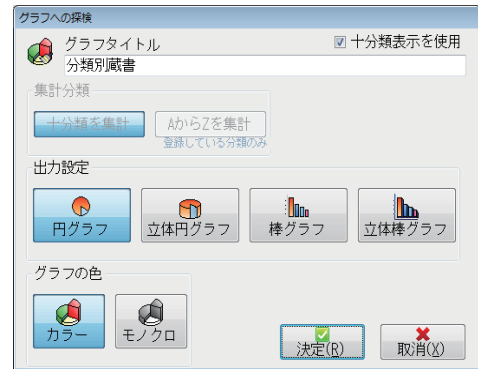 グラフへの探検
グラフタイトル
十分類表示を使用
分類別蔵書
集計分類
十分類を集計
AからZを集計
登録している分類のみ
出力設定
円グラフ
立体円グラフ
棒グラフ
立体棒グラフ
グラフの色
カラー
モノクロ
決定(R)
取消(X)